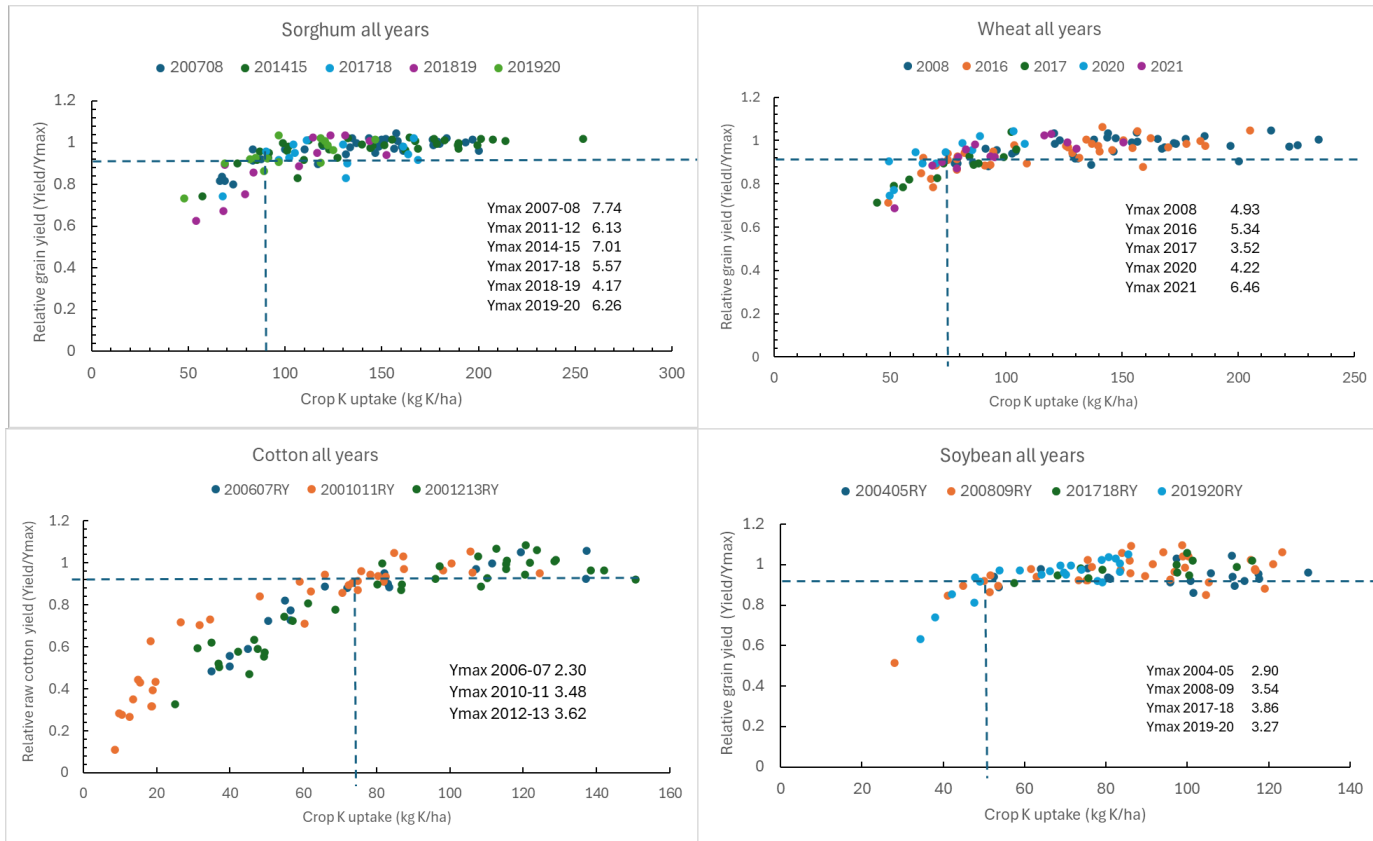 Sorghum all years
200708 201415 201718 201819 201920
Relative grain yield (Yield/Ymax)
1.2
1
0.8
0.6
0.4
0.2
0
Ymax 2007-08 7.74
Ymax 2011-12 6.13
Ymax 2014-15 7.01
Ymax 2017-18 5.57
Ymax 2018-19 4.17
Ymax 2019-20 6.26
0 50 100 150 200 250 300
Crop K uptake (kg K/ha)
Wheat all years
2008 2016 2017 2020 2021
Relative grain yield (Yieldl/Ymax)
1.2
1
0.8
0.6
0.4
0.2
0
Ymax 2008 4.93
Ymax 2016 5.34
Ymax 2017 3.52
Ymax 2020 4.22
Ymax 2021 6.46
0 50 100 150 200 250
Crop K uptake (kg K/ha)
Cotton all years
200607RY 2001011RY 2001213RY
Relative raw cotton yield (Yield/Ymax)
1.2
1
0.8
0.6
0.4
0.2
0
Ymax 2006-07 2.30
Ymax 2010-11 3.48
Ymax 2012-13 3.62
0 20 40 60 80 100 120 140 160
Crop K uptake (kg K/ha)
Soybean all years
200405RY 200809RY 201718RY 201920RY
Relative grain yield (Yield/Ymax)
1.2
1
0.8
0.6
0.4
0.2
0
Ymax 2004-05 2.90
Ymax 2008-09 3.54
Ymax 2017-18 3.86
Ymax 2019-20 3.27
0 20 40 60 80 100 120 140
Crop K uptake (kg K/ha)